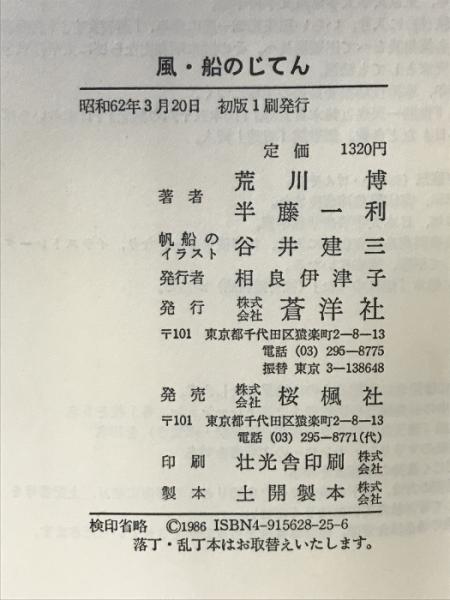 風・船のじてん
昭和62年3月20日 初版1刷発行
定価 1320円
著者 荒川博
半藤一利
帆船のイラスト 谷井建三
発行者 相良伊津子
発行 株式会社 蒼洋社
〒101 東京都千代田区猿楽町2―8―13
電話 (03) 295―8775
振替 東京 3―138648
発売 株式会社 桜楓社
〒101 東京都千代田区猿楽町2―8―13
電話 (03) 295―8771(代)
印刷 壮光舎印刷 株式会社
製本 土開製本 株式会社
検印省略 ©1986 ISBN4-915628-25-6
落丁・乱丁本はお取替えいたします。